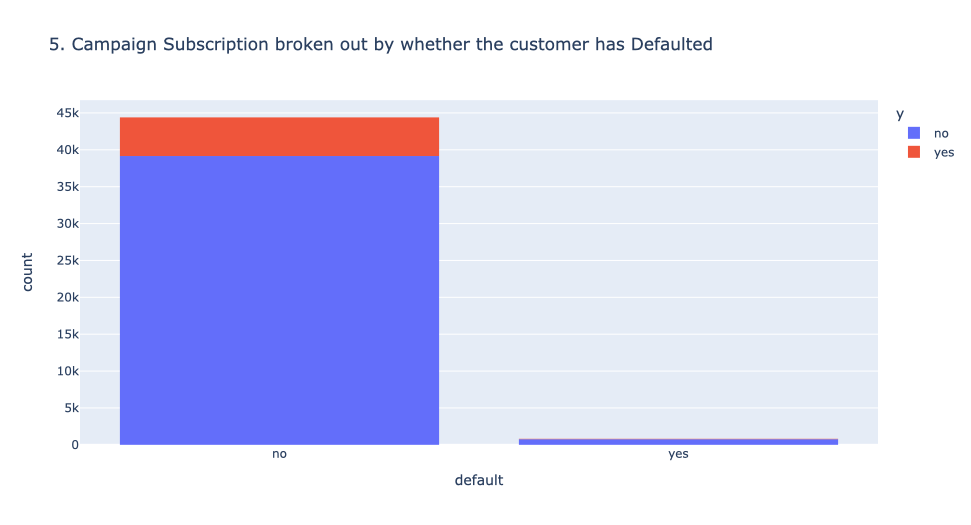 5. Campaign Subscription broken out by whether the customer has Defaulted
y
no
yes
count
45k
40k
35k
30k
25k
20k
15k
10k
5k
0
no
yes
default